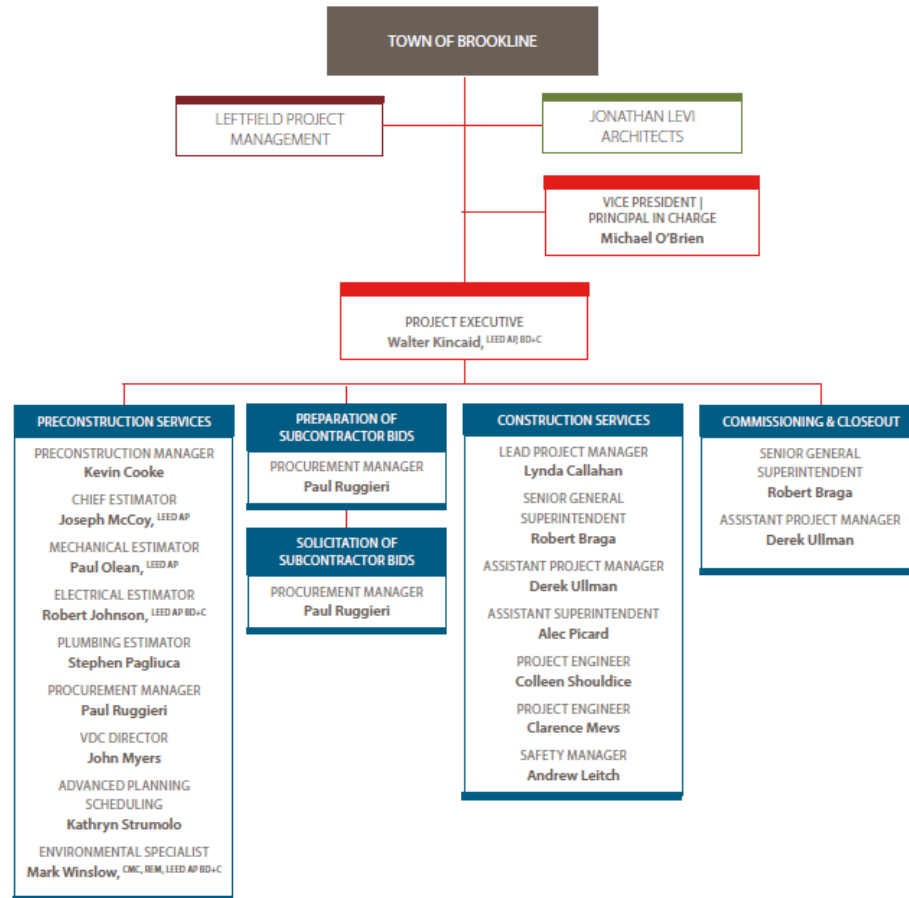 TOWN OF BROOKLINE
LEFTFIELD PROJECT
MANAGEMENT
JONATHAN LEVI
ARCHITECTS
VICE PRESIDENT |
PRINCIPAL IN CHARGE
Michael O'Brien
PROJECT EXECUTIVE
Walter Kincaid, LEED AP, BD+C
PRECONSTRUCTION SERVICES
PRECONSTRUCTION MANAGER
Kevin Cooke
CHIEF ESTIMATOR
Joseph McCoy, LEED AP
MECHANICAL ESTIMATOR
Paul Olean, LEED AP
ELECTRICAL ESTIMATOR
Robert Johnson, LEED AP BD+C
PLUMBING ESTIMATOR
Stephen Pagliuca
PROCUREMENT MANAGER
Paul Ruggieri
VDC DIRECTOR
John Myers
ADVANCED PLANNING
SCHEDULING
Kathryn Strumolo
ENVIRONMENTAL SPECIALIST
Mark Winslow, CMC, REM, LEED AP BD+C
PREPARATION OF
SUBCONTRACTOR BIDS
PROCUREMENT MANAGER
Paul Ruggieri
SOLICITATION OF
SUBCONTRACTOR BIDS
PROCUREMENT MANAGER
Paul Ruggieri
CONSTRUCTION SERVICES
LEAD PROJECT MANAGER
Lynda Callahan
SENIOR GENERAL
SUPERINTENDENT
Robert Braga
ASSISTANT PROJECT MANAGER
Derek Ullman
ASSISTANT SUPERINTENDENT
Alec Picard
PROJECT ENGINEER
Colleen Shouldice
PROJECT ENGINEER
Clarence Mevs
SAFETY MANAGER
Andrew Leitch
COMMISSIONING & CLOSEOUT
SENIOR GENERAL
SUPERINTENDENT
Robert Braga
ASSISTANT PROJECT MANAGER
Derek Ullman